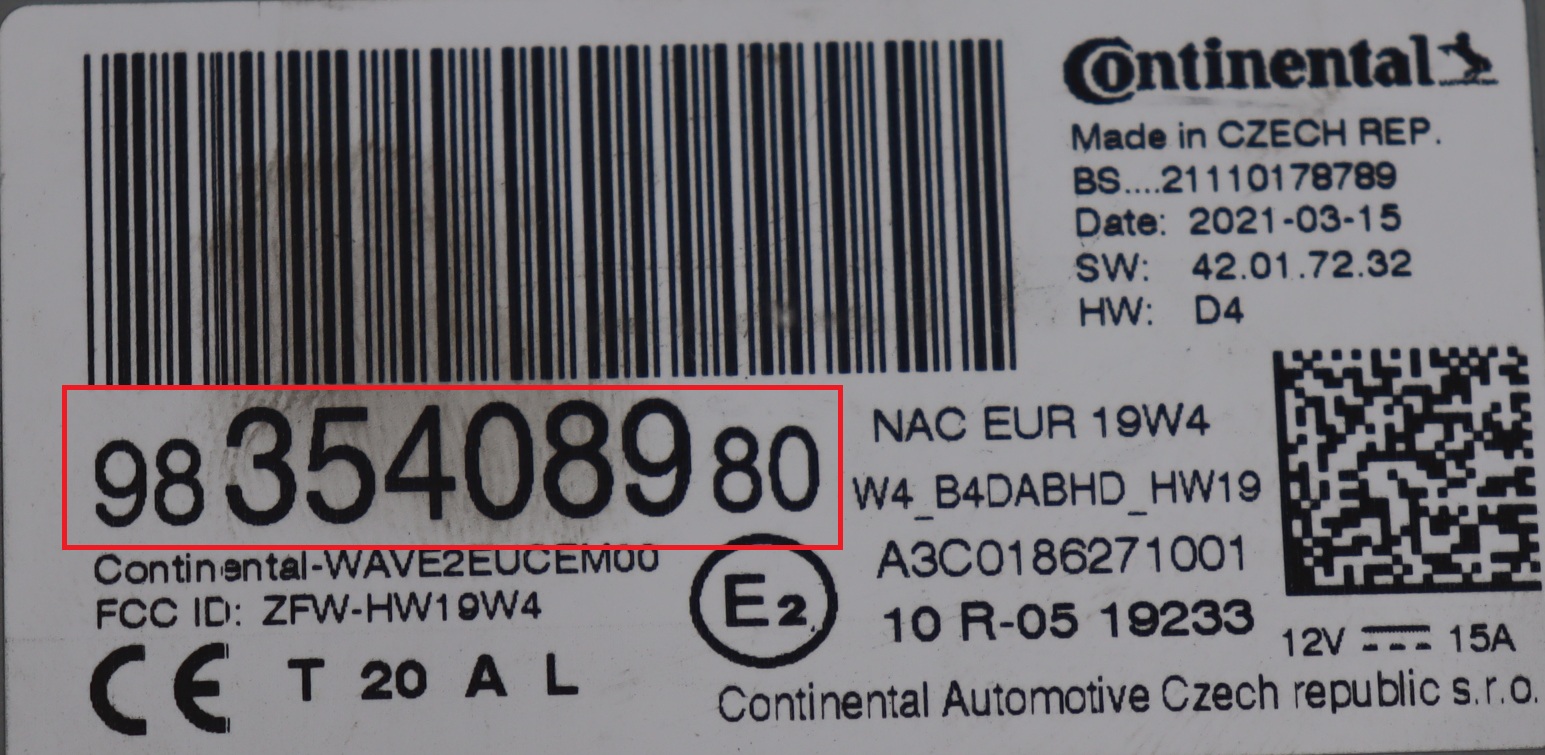 Continental
Made in CZECH REP.
BS....21110178789
Date: 2021-03-15
SW: 42.01.72.32
HW: D4
98 354089 80
NAC EUR 19W4
W4_B4DABHD_HW19
Continental-WAVE2EUCEM00
FCC ID: ZFW-HW19W4
E2
A3C0186271001
10 R-05 19233
12V 15A
CE T 20 A L
Continental Automotive Czech republic s.r.o.